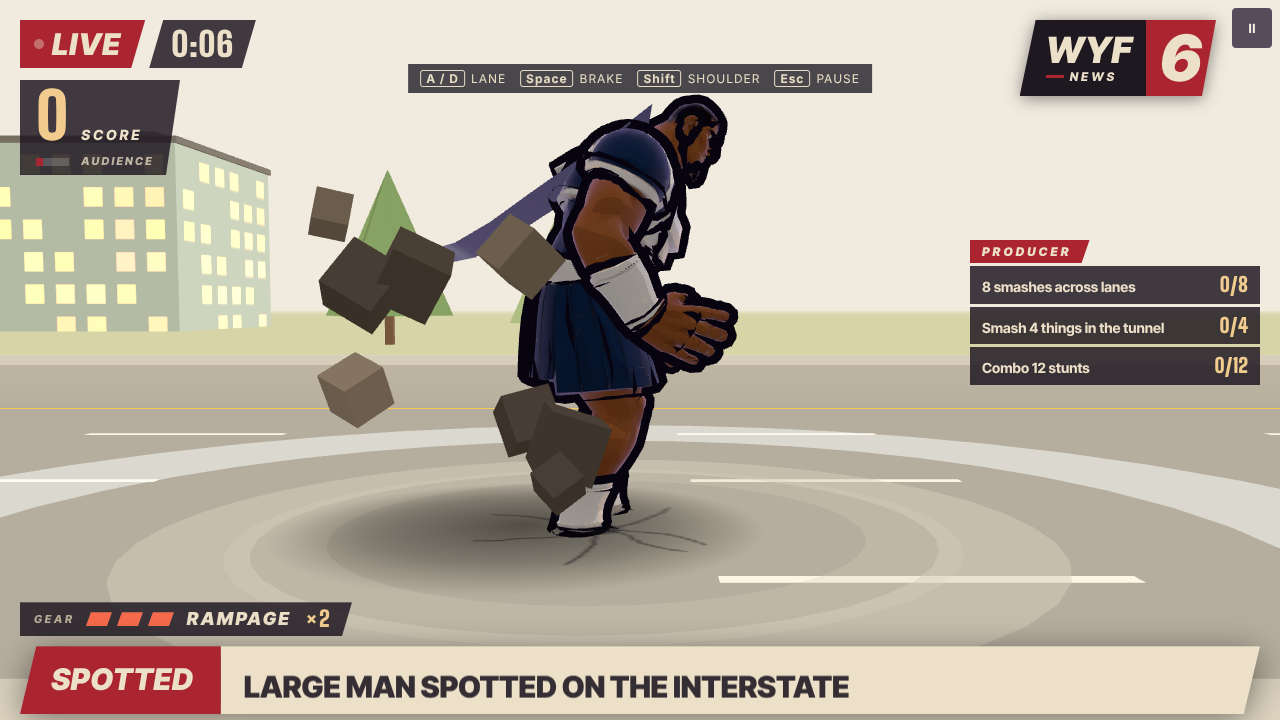 LIVE
0:06
0 SCORE
AUDIENCE
A / D LANE Space BRAKE Shift SHOULDER Esc PAUSE
WYF
NEWS
6
PRODUCER
8 smashes across lanes 0/8
Smash 4 things in the tunnel 0/4
Combo 12 stunts 0/12
GEAR RAMPAGE ×2
SPOTTED
LARGE MAN SPOTTED ON THE INTERSTATE